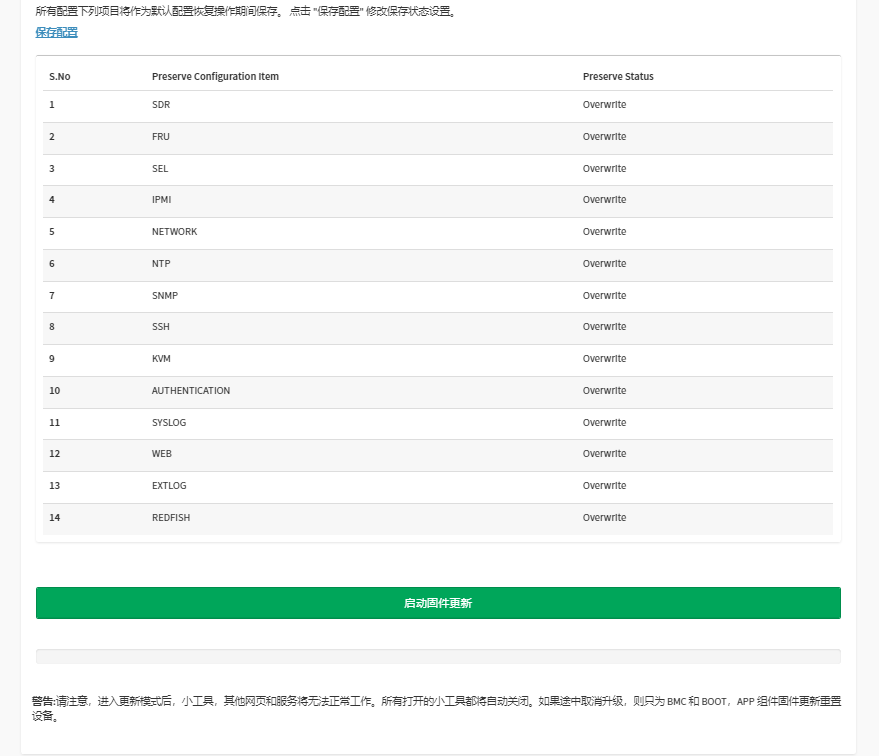 所有配置下列项目将作为默认配置恢复操作期间保存。 点击 "保存配置" 修改保存状态设置。
保存配置
S.No Preserve Configuration Item Preserve Status
1 SDR Overwrite
2 FRU Overwrite
3 SEL Overwrite
4 IPMI Overwrite
5 NETWORK Overwrite
6 NTP Overwrite
7 SNMP Overwrite
8 SSH Overwrite
9 KVM Overwrite
10 AUTHENTICATION Overwrite
11 SYSLOG Overwrite
12 WEB Overwrite
13 EXTLOG Overwrite
14 REDFISH Overwrite
启动固件更新
警告:请注意，进入更新模式后，小工具，其他网页和服务将无法正常工作。所有打开的小工具都将自动关闭。如果途中取消升级，则只为 BMC 和 BOOT，APP 组件固件更新重置
设备。